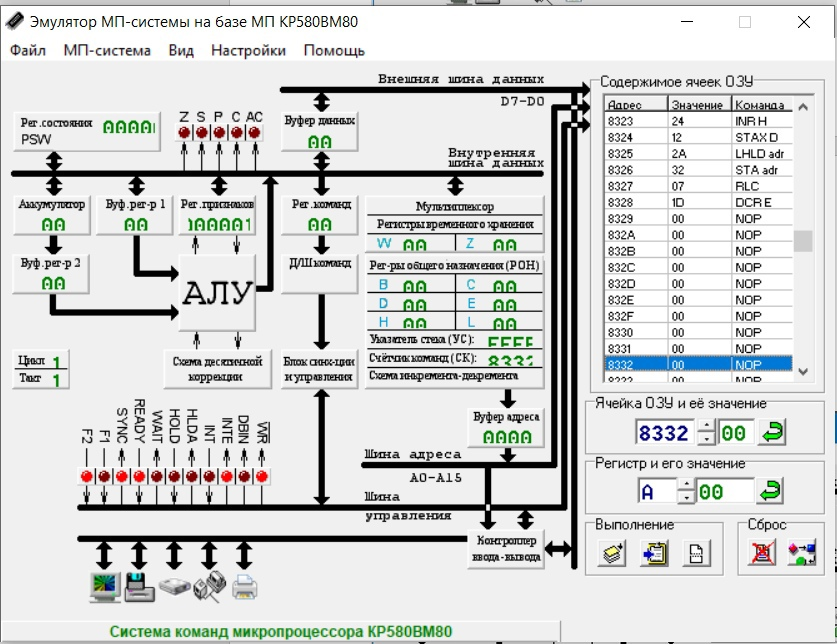 Эмулятор МП-системы на базе МП КР580ВМ80
Файл МП-система Вид Настройки Помощь
Внешняя шина данных
D7-D0
Рег.состояния
PSW
Z S P C AC
Буфер данных
00
Внутренняя
шина данных
Аккумулятор
00
Буф.рег-р 1
00
Рег.признаков
Рег.команд
00
Мультиплексор
Регистры временного хранения
W 00 Z 00
Буф.рег-р 2
00
АЛУ
Д/Ш команд
Рег-ры общего назначения (РОН)
B 00 C 00
D 00 E 00
H 00 L 00
Указатель стека (УС): FFFF
Счётчик команд (СК): 8332
Схема инкремента-декремента
Цикл 1
Такт 1
Схема десятичной
коррекции
Блок синх-ции
и управления
Буфер адреса
0000
F2 F1 SYNC READY WAIT HOLD HLDA INT INTE DBIN WR
Шина адреса
A0-A15
Шина
управления
Контроллер
ввода-вывода
Содержимое ячеек ОЗУ
Адрес Значение Команда
8323 24 INR H
8324 12 STAX D
8325 2A LHLD adr
8326 32 STA adr
8327 07 RLC
8328 1D DCR E
8329 00 NOP
832A 00 NOP
832B 00 NOP
832C 00 NOP
832D 00 NOP
832E 00 NOP
832F 00 NOP
8330 00 NOP
8331 00 NOP
8332 00 NOP
Ячейка ОЗУ и её значение
8332 00
Регистр и его значение
A 00
Выполнение
Сброс
Система команд микропроцессора КР580ВМ80